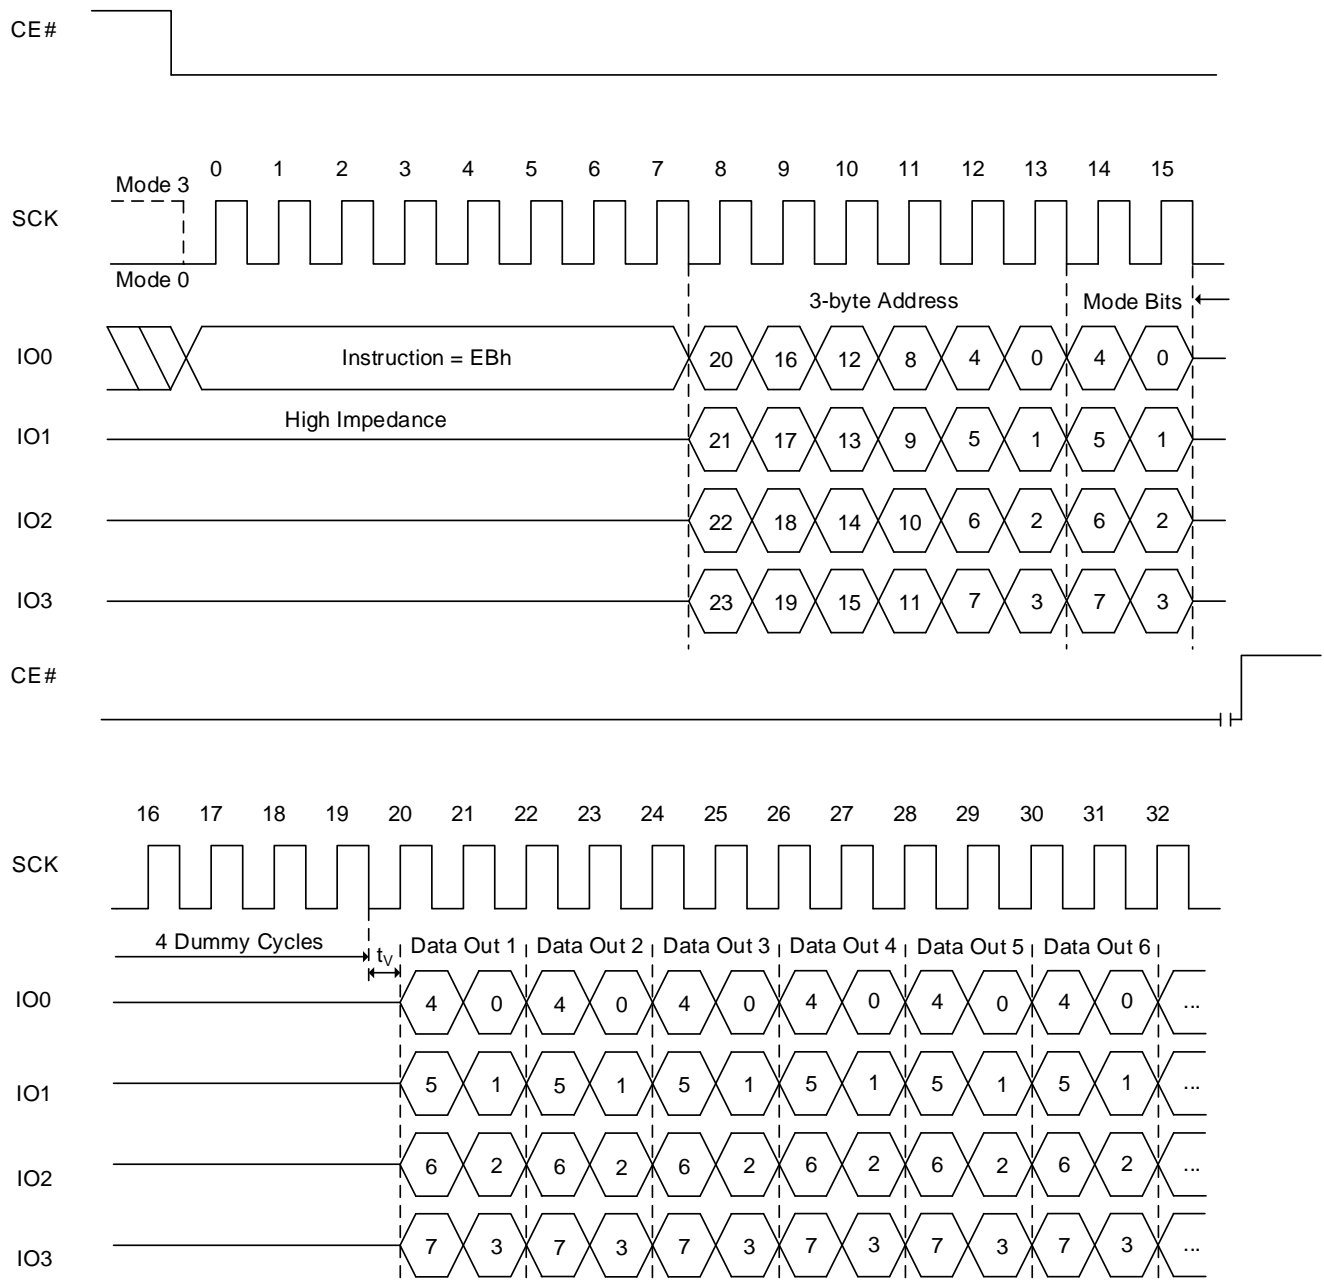 CE#
0 1 2 3 4 5 6 7 8 9 10 11 12 13 14 15
Mode 3
SCK
Mode 0
3-byte Address Mode Bits
IO0 Instruction = EBh 20 16 12 8 4 0 4 0
High Impedance
IO1 21 17 13 9 5 1 5 1
IO2 22 18 14 10 6 2 6 2
IO3 23 19 15 11 7 3 7 3
CE#
16 17 18 19 20 21 22 23 24 25 26 27 28 29 30 31 32
SCK
4 Dummy Cycles tV Data Out 1 Data Out 2 Data Out 3 Data Out 4 Data Out 5 Data Out 6
IO0 4 0 4 0 4 0 4 0 4 0 4 0 ...
IO1 5 1 5 1 5 1 5 1 5 1 5 1 ...
IO2 6 2 6 2 6 2 6 2 6 2 6 2 ...
IO3 7 3 7 3 7 3 7 3 7 3 7 3 ...